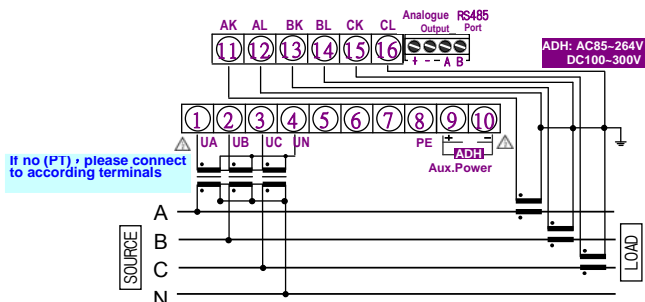 Analogue RS485
AK AL BK BL CK CL Output Port
11 12 13 14 15 16 + - - A B
ADH: AC85~264V
DC100~300V
1 2 3 4 5 6 7 8 9 10
UA UB UC UN PE + -
ADH
Aux.Power
If no (PT), please connect
to according terminals
SOURCE
LOAD
A
B
C
N